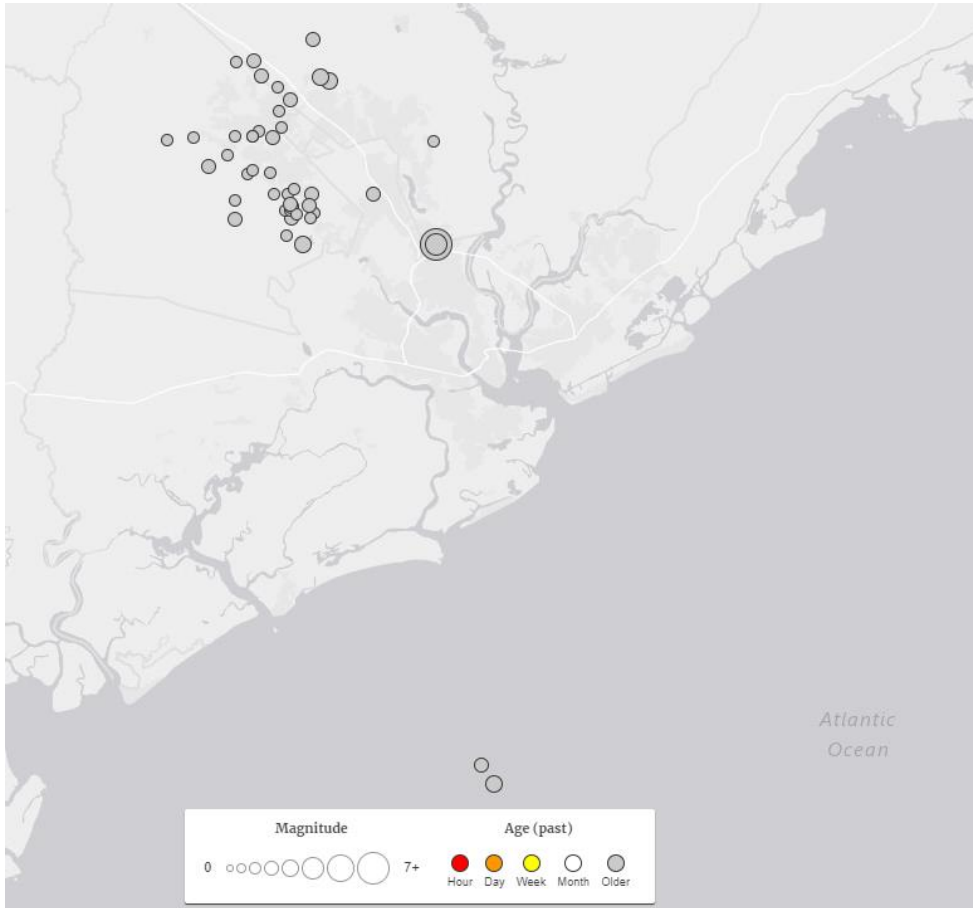 Atlantic
Ocean
Magnitude
Age (past)
0
7+
Hour Day Week Month Older